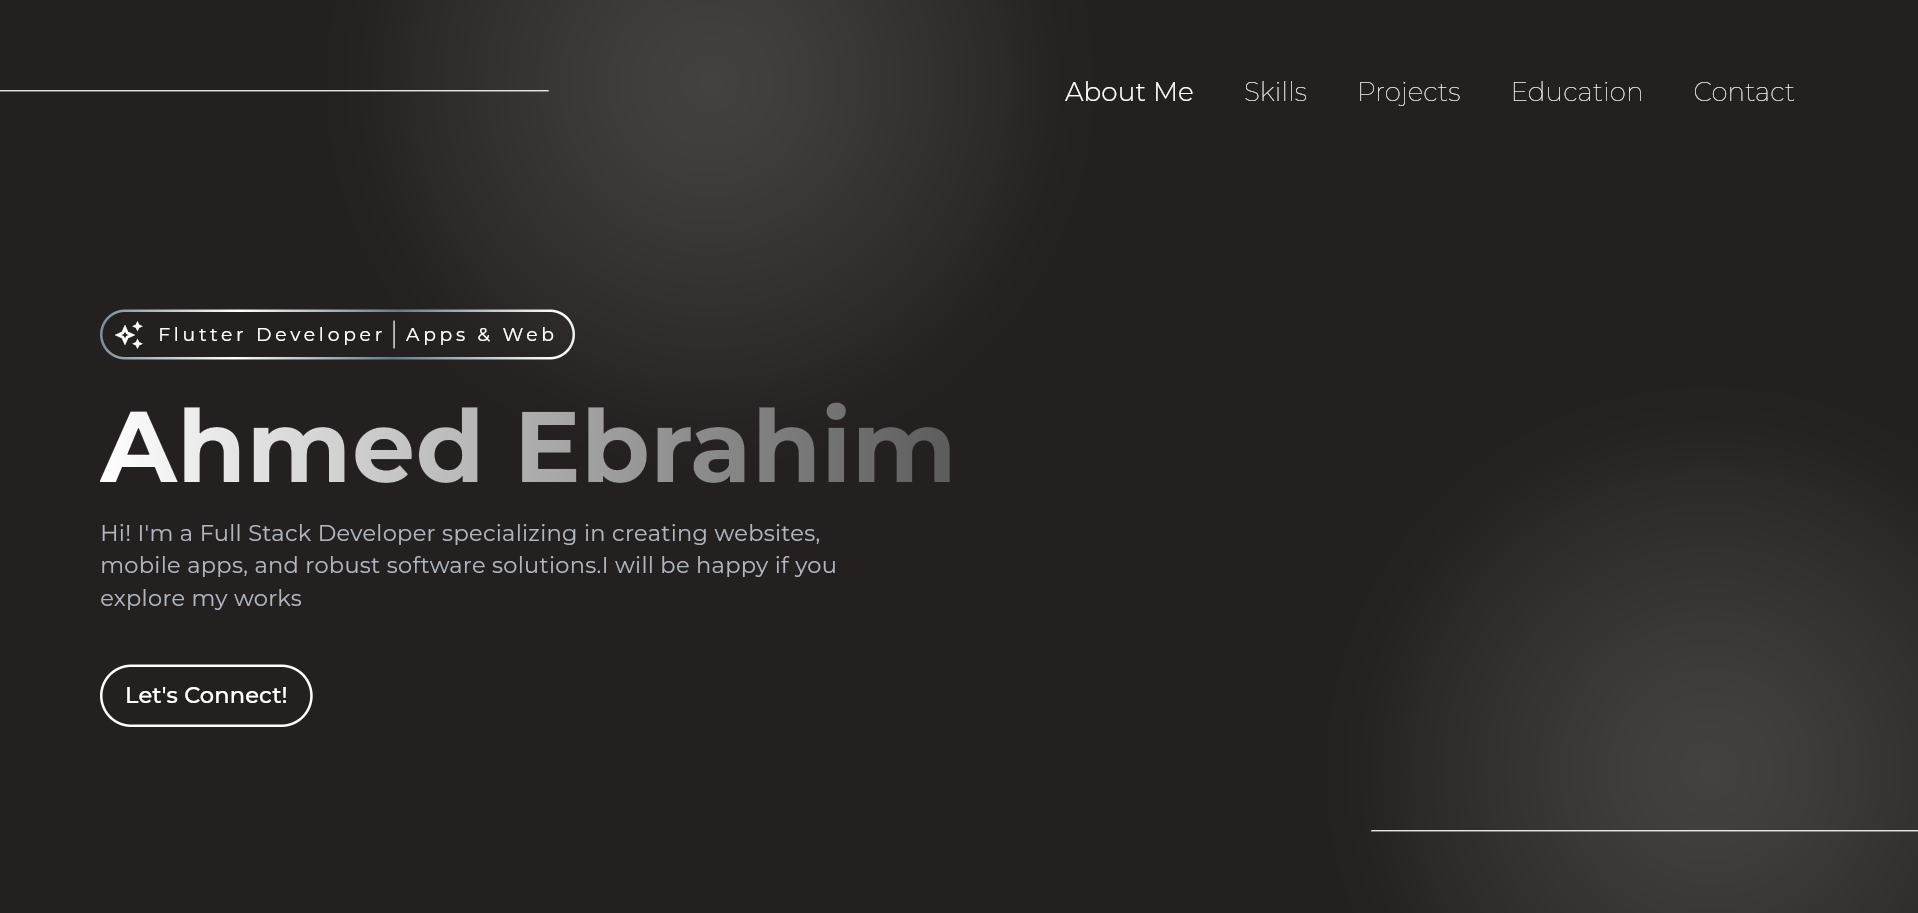 About Me Skills Projects Education Contact
Flutter Developer | Apps & Web
Ahmed Ebrahim
Hi! I'm a Full Stack Developer specializing in creating websites,
mobile apps, and robust software solutions.I will be happy if you
explore my works
Let's Connect!